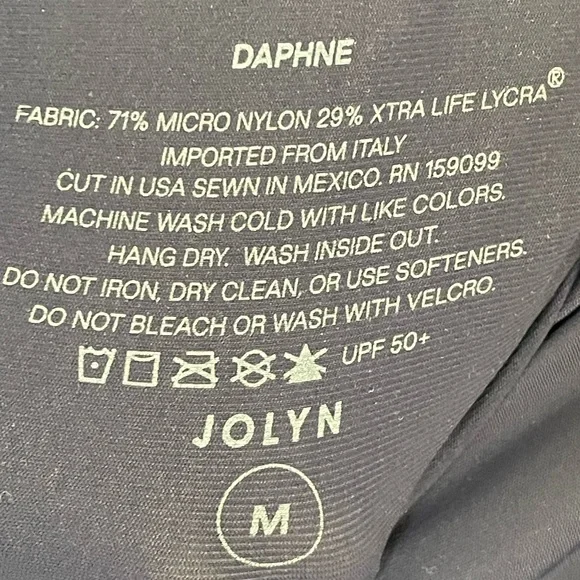 DAPHNE
FABRIC: 71% MICRO NYLON 29% XTRA LIFE LYCRA®
IMPORTED FROM ITALY
CUT IN USA SEWN IN MEXICO. RN 159099
MACHINE WASH COLD WITH LIKE COLORS.
HANG DRY. WASH INSIDE OUT.
DO NOT IRON, DRY CLEAN, OR USE SOFTENERS.
DO NOT BLEACH OR WASH WITH VELCRO.
UPF 50+
JOLYN
M